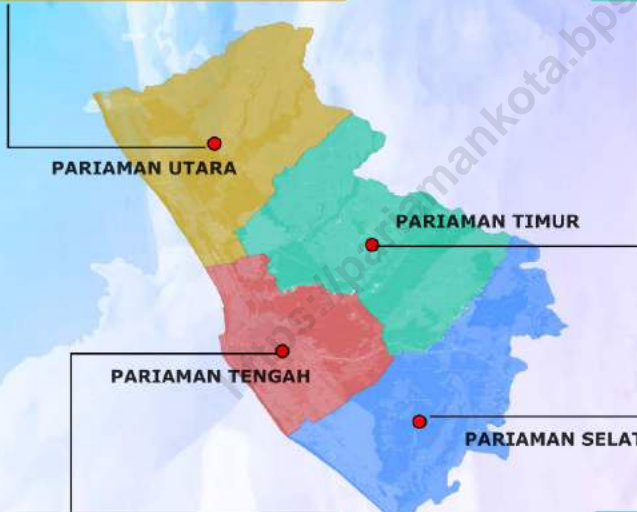 PARIAMAN UTARA
PARIAMAN TIMUR
PARIAMAN TENGAH
PARIAMAN SELAT
https://pariamankota.bps